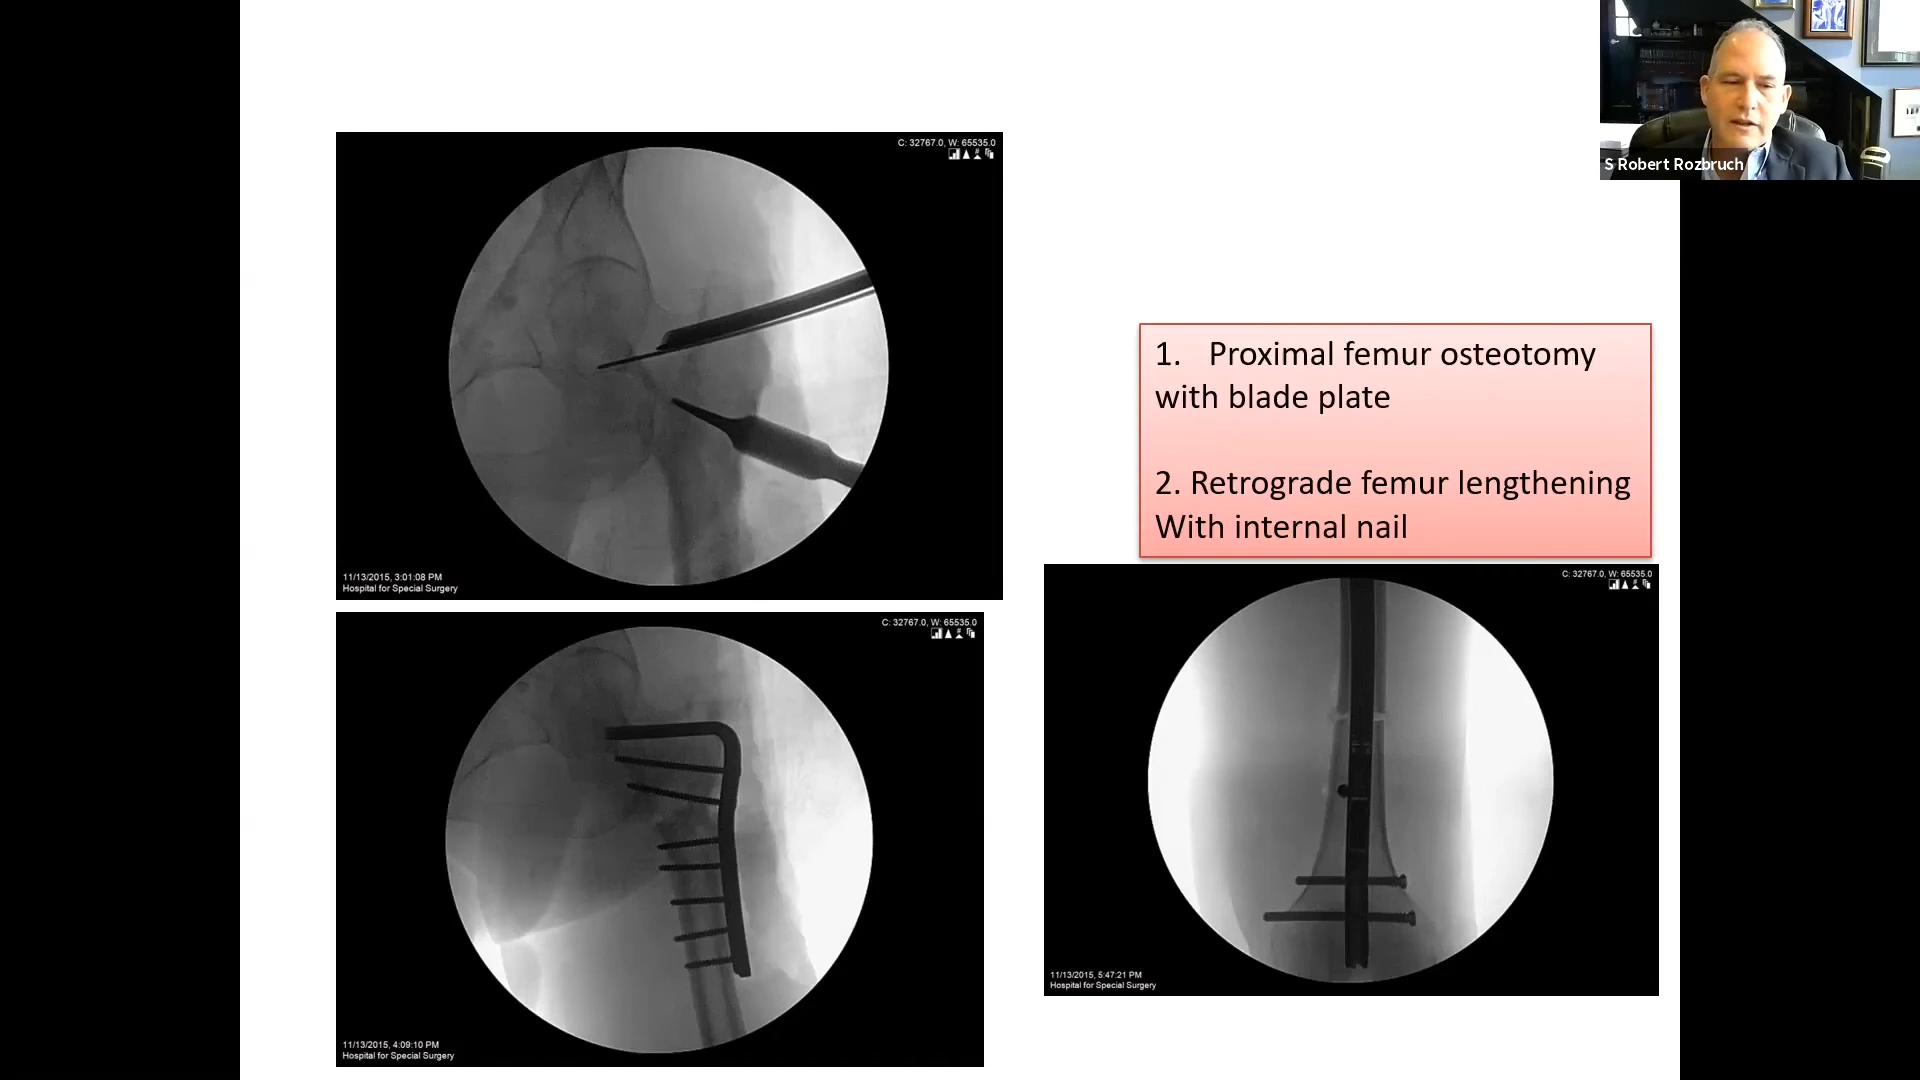 C: 32767.0, W: 65535.0
11/13/2015, 3:01:08 PM
Hospital for Special Surgery
S Robert Rozbruch
1. Proximal femur osteotomy
with blade plate
2. Retrograde femur lengthening
With internal nail
C: 32767.0, W: 65535.0
11/13/2015, 4:09:10 PM
Hospital for Special Surgery
C: 32767.0, W: 65535.0
11/13/2015, 5:47:21 PM
Hospital for Special Surgery